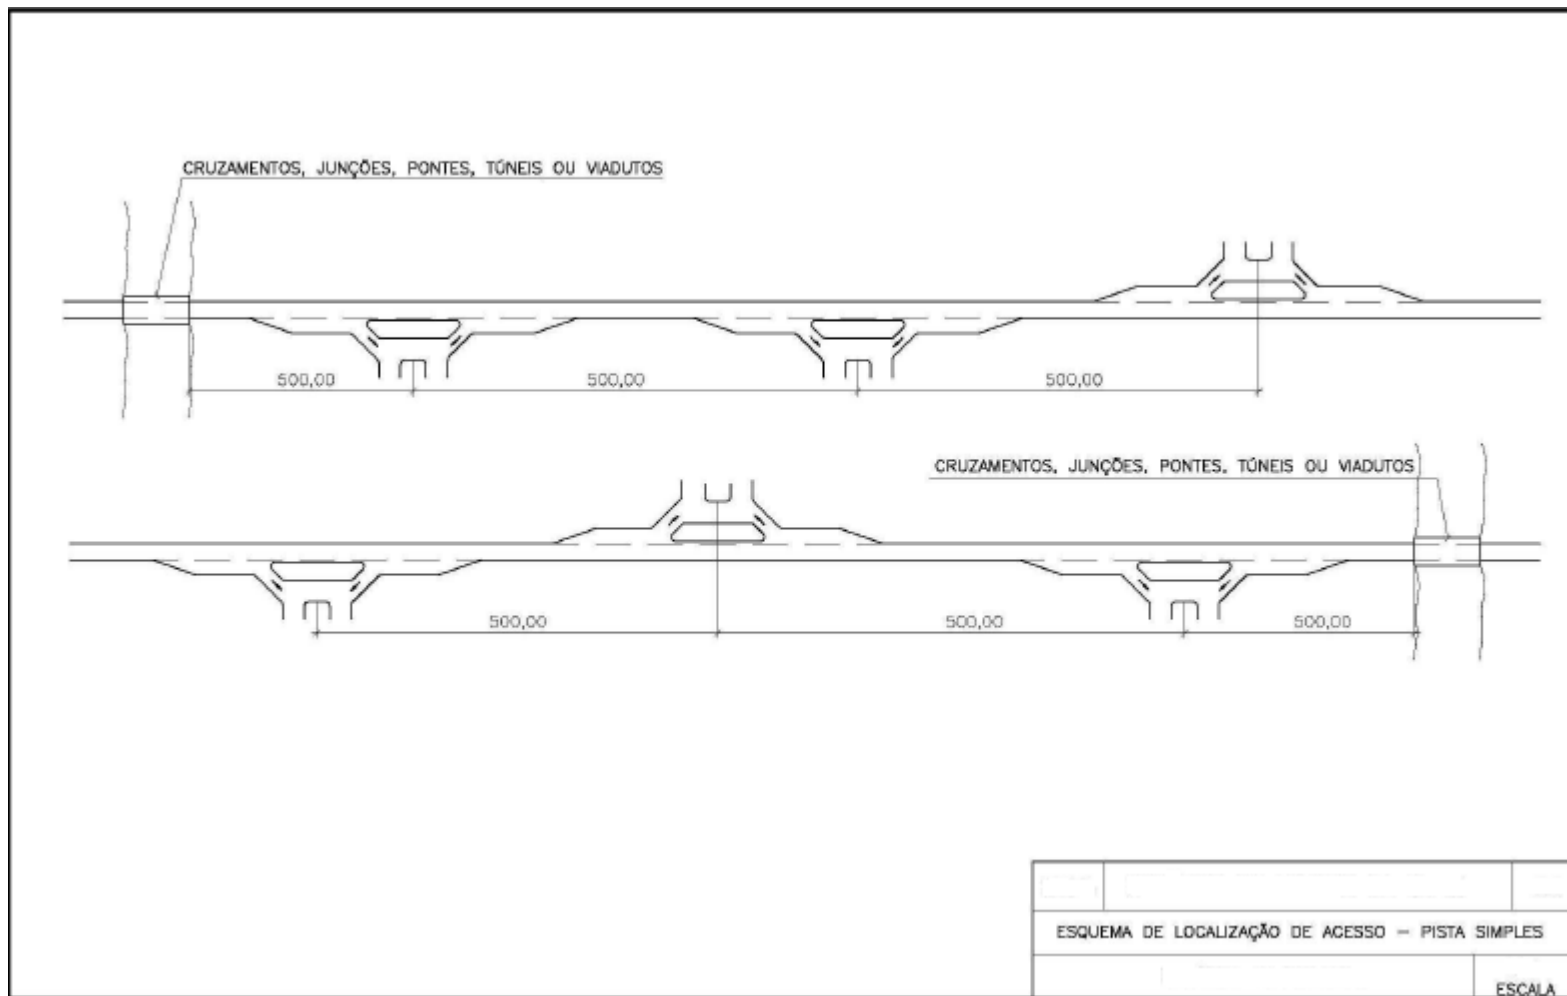 CRUZAMENTOS, JUNÇÕES, PONTES, TÚNEIS OU VIADUTOS
500,00
500,00
500,00
CRUZAMENTOS, JUNÇÕES, PONTES, TÚNEIS OU VIADUTOS
500,00
500,00
500,00
ESQUEMA DE LOCALIZAÇÃO DE ACESSO – PISTA SIMPLES
ESCALA